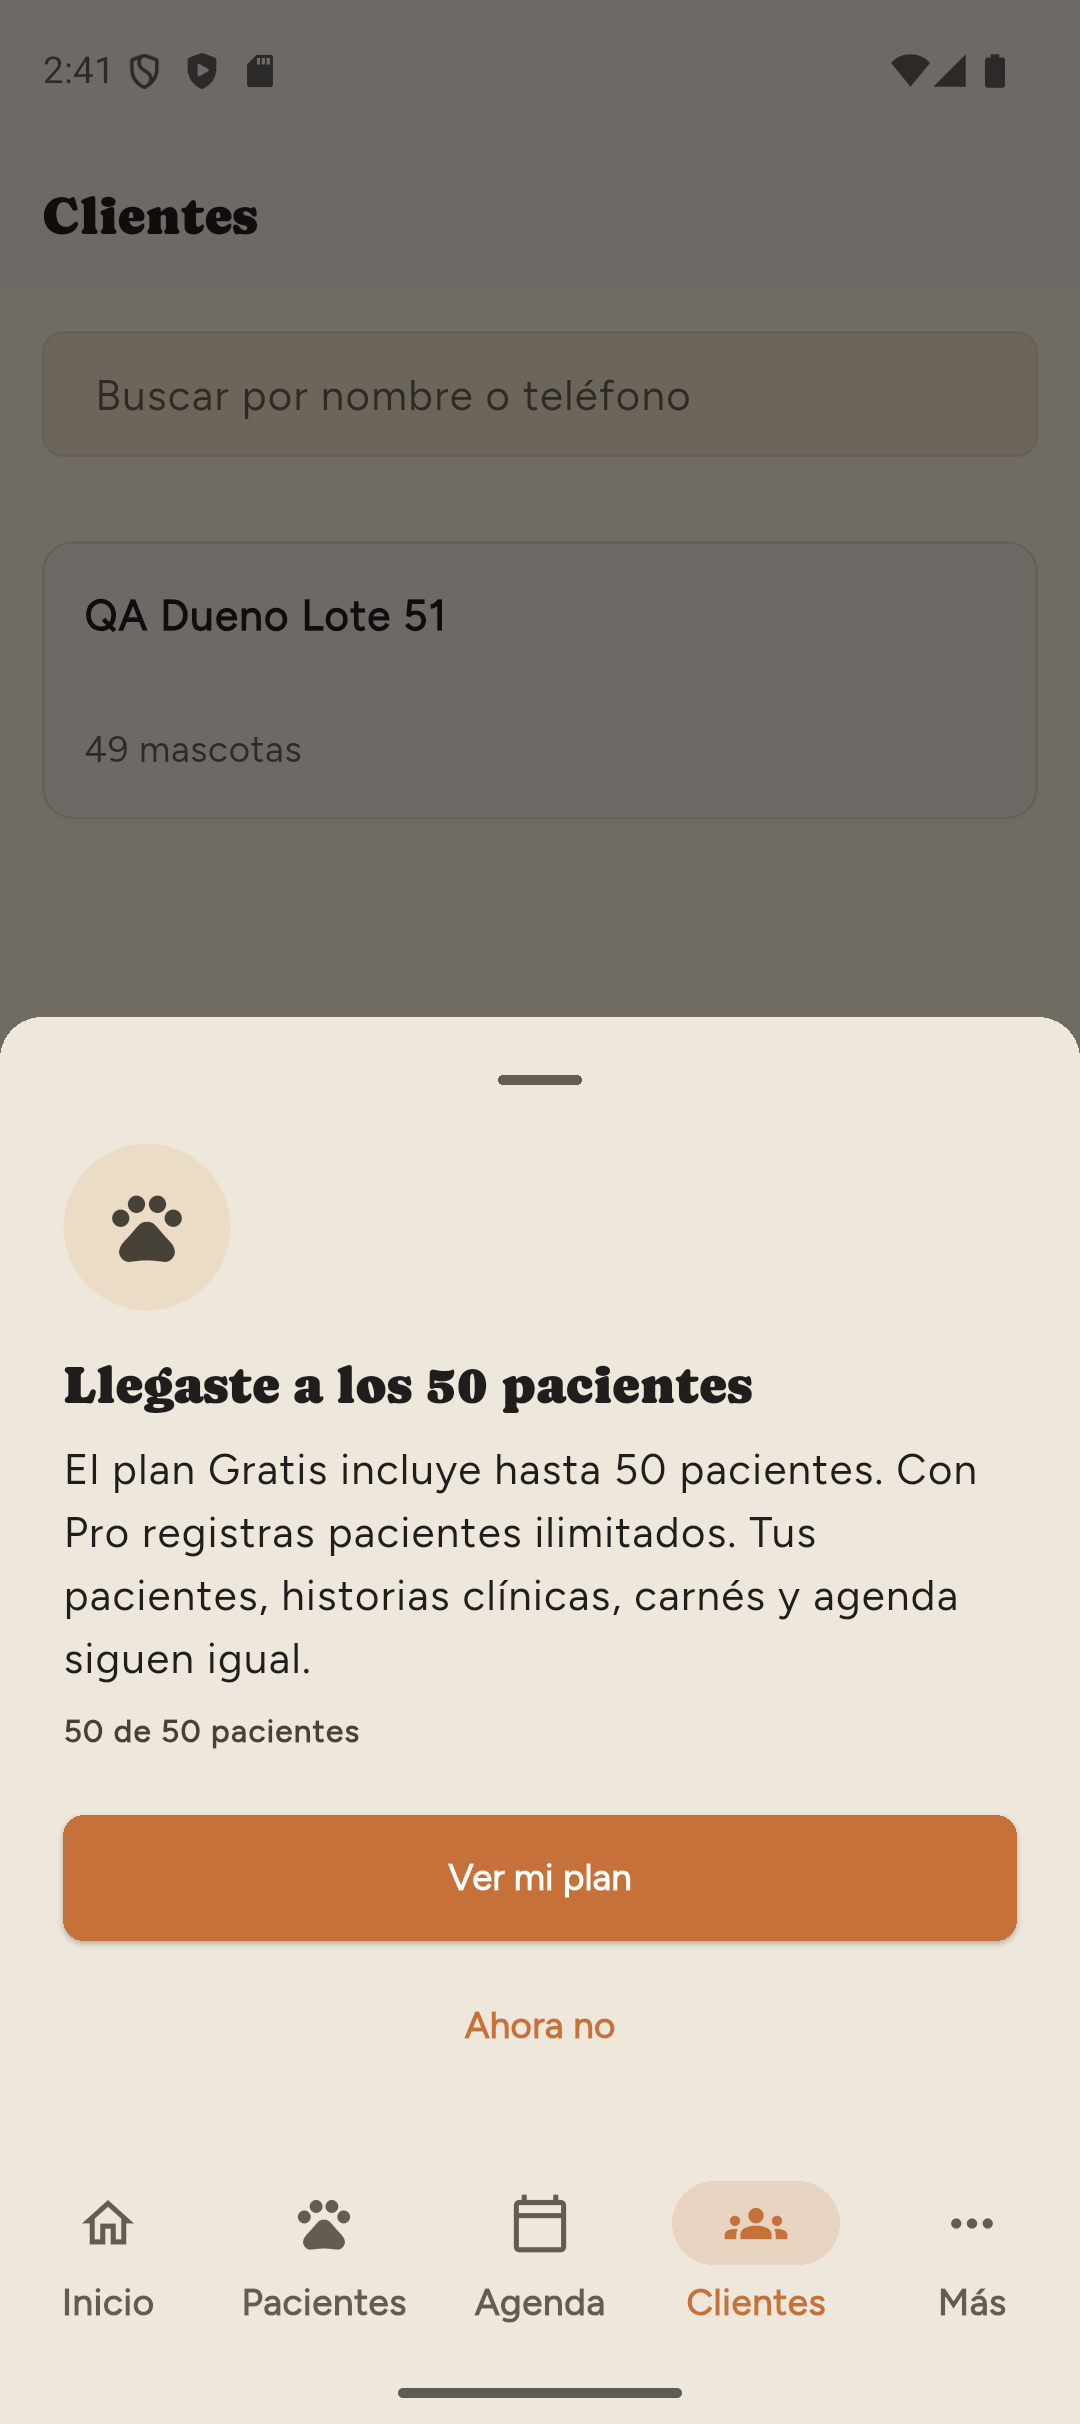 2:41
Clientes
Buscar por nombre o teléfono
QA Dueno Lote 51
49 mascotas
Llegaste a los 50 pacientes
El plan Gratis incluye hasta 50 pacientes. Con
Pro registras pacientes ilimitados. Tus
pacientes, historias clínicas, carnés y agenda
siguen igual.
50 de 50 pacientes
Ver mi plan
Ahora no
Inicio
Pacientes
Agenda
Clientes
Más